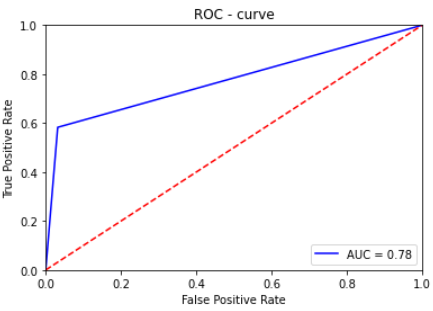 ROC - curve
1.0
0.8
0.6
0.4
0.2
0.0
True Positive Rate
AUC = 0.78
0.0 0.2 0.4 0.6 0.8 1.0
False Positive Rate